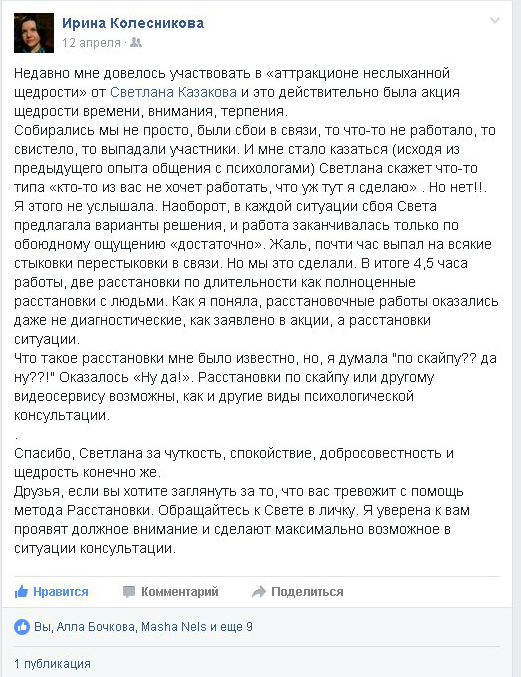 Ирина Колесникова
12 апреля ·
Недавно мне довелось участвовать в «аттракционе неслыханной
щедрости» от Светлана Казакова и это действительно была акция
щедрости времени, внимания, терпения.
Собирались мы не просто, были сбои в связи, то что-то не работало, то
свистело, то выпадали участники. И мне стало казаться (исходя из
предыдущего опыта общения с психологами) Светлана скажет что-то
типа «кто-то из вас не хочет работать, что уж тут я сделаю» . Но нет!!.
Я этого не услышала. Наоборот, в каждой ситуации сбоя Света
предлагала варианты решения, и работа заканчивалась только по
обоюдному ощущению «достаточно». Жаль, почти час выпал на всякие
стыковки перестыковки в связи. Но мы это сделали. В итоге 4,5 часа
работы, две расстановки по длительности как полноценные
расстановки с людьми. Как я поняла, расстановочные работы оказались
даже не диагностические, как заявлено в акции, а расстановки
ситуации.
Что такое расстановки мне было известно, но, я думала "по скайпу?? да
ну??!" Оказалось «Ну да!». Расстановки по скайпу или другому
видеосервису возможны, как и другие виды психологической
консультации.
.
Спасибо, Светлана за чуткость, спокойствие, добросовестность и
щедрость конечно же.
Друзья, если вы хотите заглянуть за то, что вас тревожит с помощь
метода Расстановки. Обращайтесь к Свете в личку. Я уверена к вам
проявят должное внимание и сделают максимально возможное в
ситуации консультации.
Нравится Комментарий Поделиться
Вы, Алла Бочкова, Masha Nels и еще 9
1 публикация